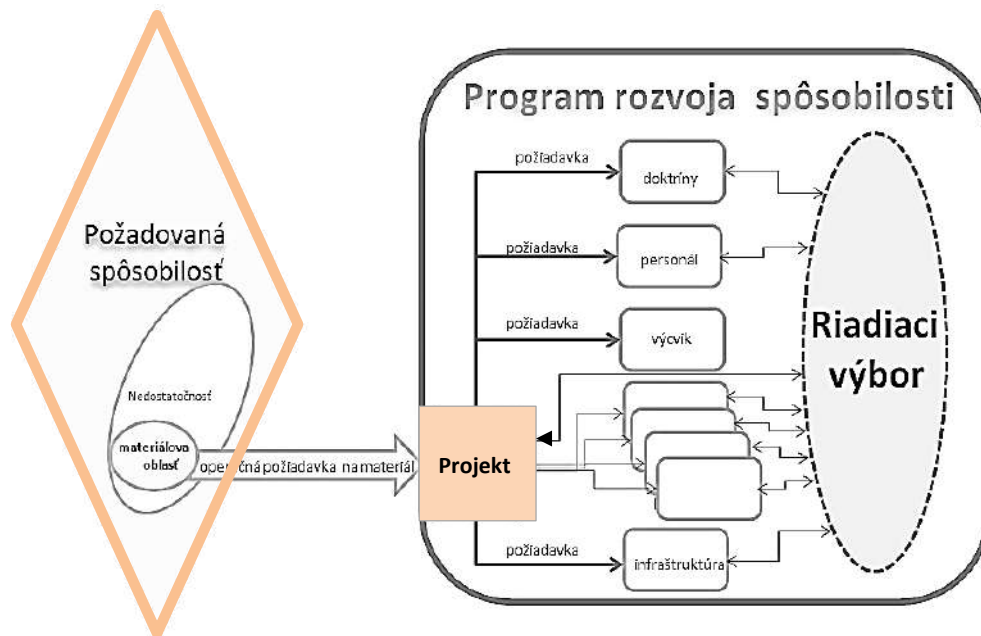 Program rozvoja spôsobilosti
požiadavka
doktríny
Požadovaná
spôsobilosť
požiadavka
personál
Riadiaci
výbor
požiadavka
výcvik
Nedostatočnosť
materiálova
oblasť
operačná požiadavka na materiál
Projekt
požiadavka
infraštruktúra